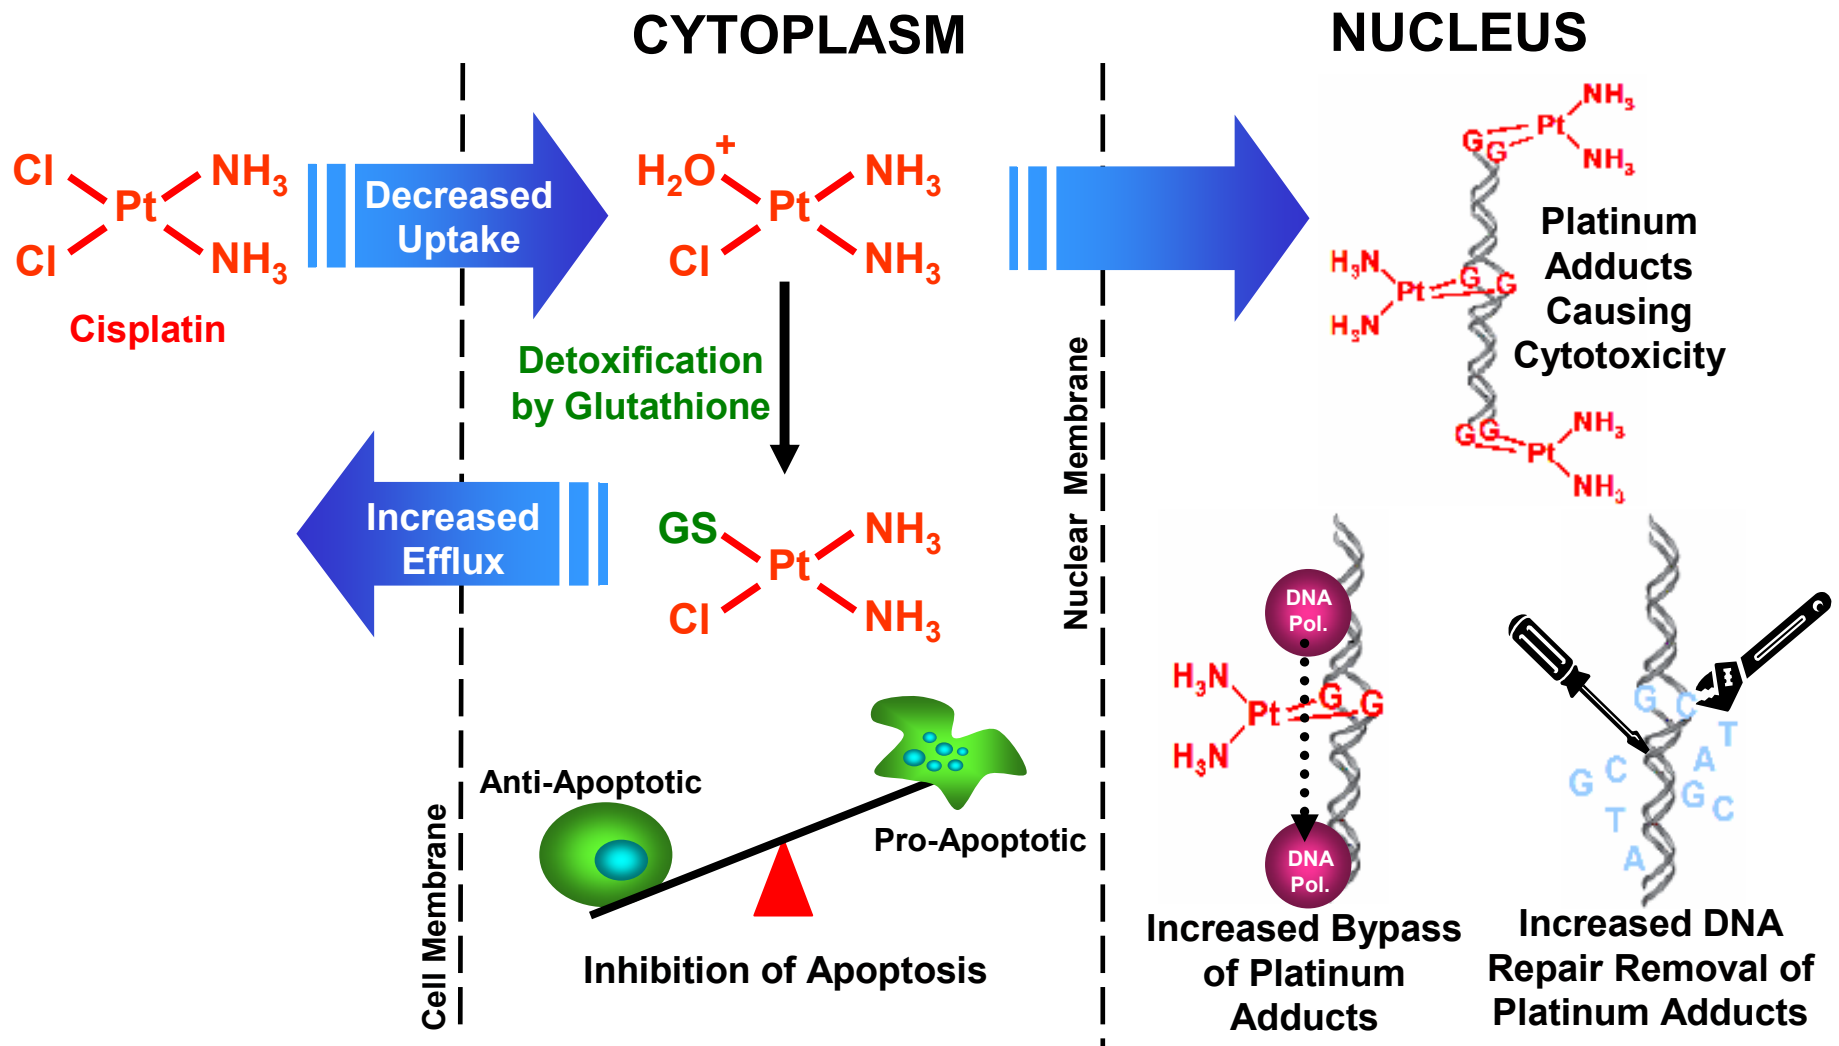 CYTOPLASM
NUCLEUS
Cl
NH3
Pt
Cl
NH3
Cisplatin
Decreased
Uptake
H2O+
NH3
Pt
Cl
NH3
Detoxification
by Glutathione
Increased
Efflux
GS
NH3
Pt
Cl
NH3
Anti-Apoptotic
Pro-Apoptotic
Inhibition of Apoptosis
Cell Membrane
Nuclear Membrane
NH3
Pt
G
G
NH3
Platinum
Adducts
Causing
Cytotoxicity
H3N
Pt
G
G
H3N
G
G
NH3
Pt
NH3
DNA
Pol.
H3N
Pt
G
G
H3N
DNA
Pol.
Increased Bypass
of Platinum
Adducts
G
C
T
A
G
C
G
C
T
A
Increased DNA
Repair Removal of
Platinum Adducts